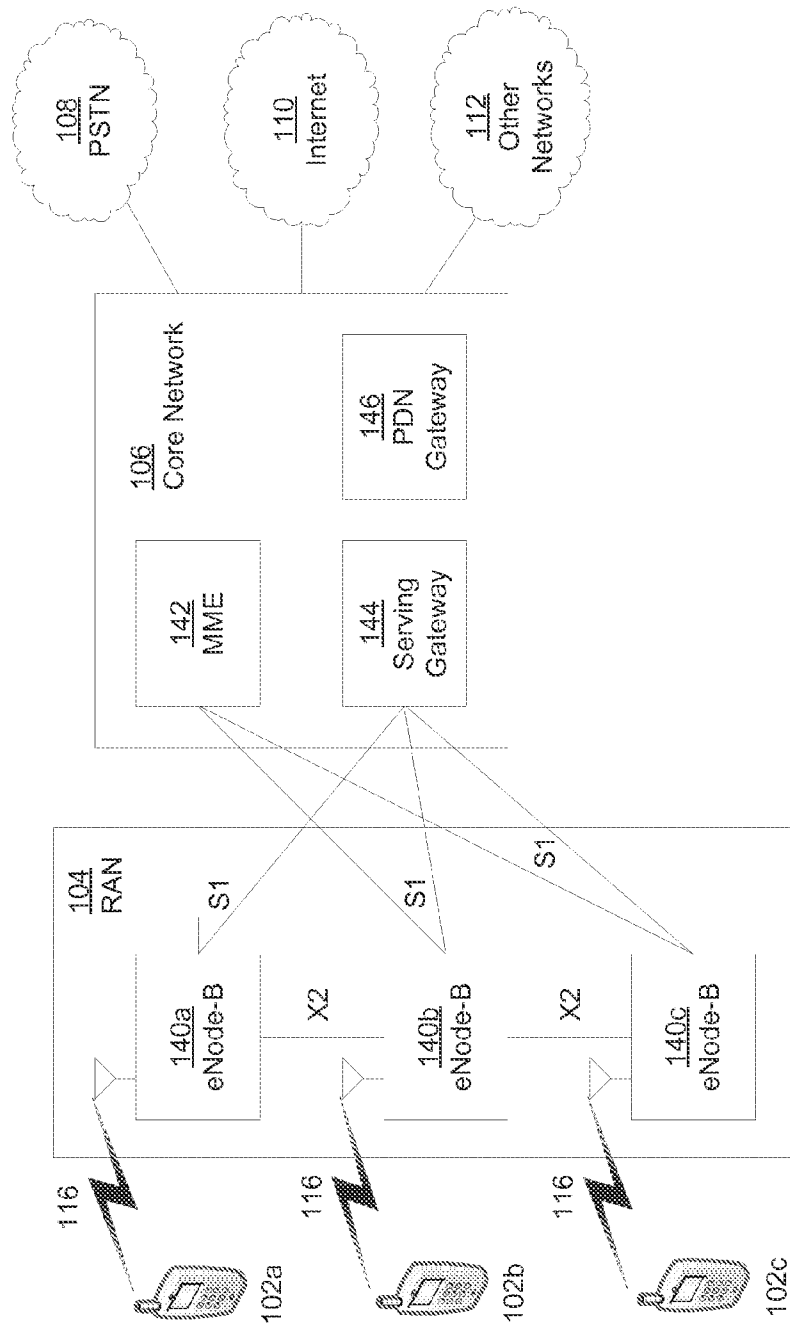 116
102a
116
102b
116
102c
104
RAN
140a
eNode-B
X2
140b
eNode-B
X2
140c
eNode-B
S1
S1
S1
106
Core Network
142
MME
144
Serving
Gateway
146
PDN
Gateway
108
PSTN
110
Internet
112
Other
Networks